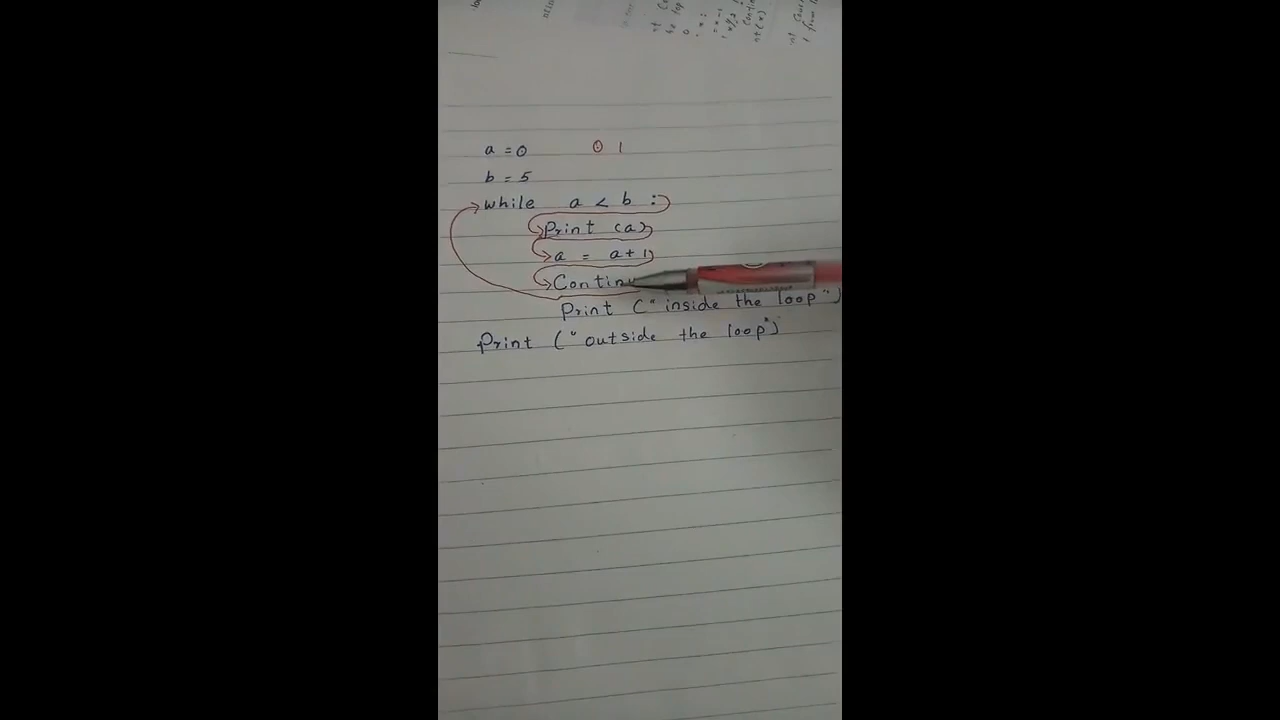 a = 0 0 1
b = 5
while a < b :
Print (a)
a = a + 1
Print (" inside the loop ")
Print (" outside the loop")